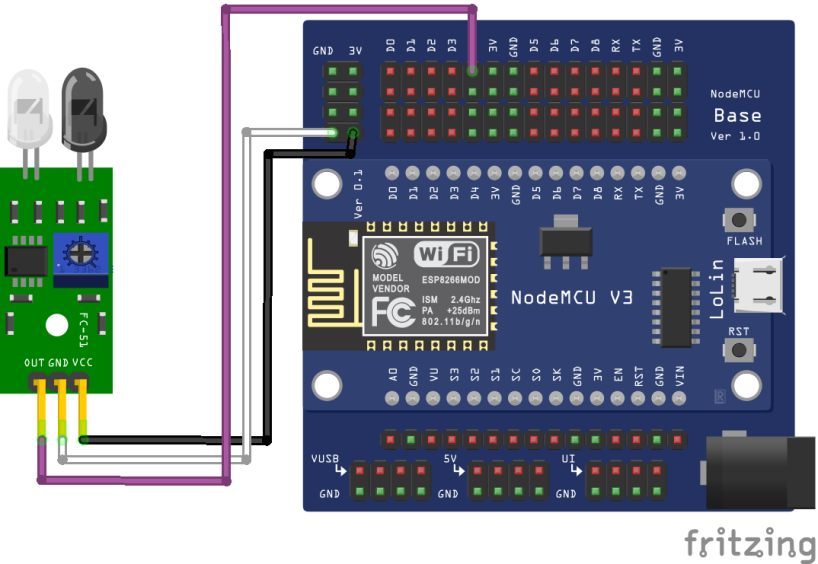 GND 3V D0 D1 D2 D3 3V GND D5 D6 D7 D8 RX TX GND 3V
NodeMCU
Base
Ver 1.0
Ver 0.1
D0 D1 D2 D3 D4 3V GND D5 D6 D7 D8 RX TX GND 3V
FLASH
WiFi
MODEL
VENDOR
ESP8266MOD
FC
ISM 2.4Ghz
PA +25dBm
802.11b/g/n
NodeMCU V3
LoLin
RST
FC-51
OUT GND VCC
A0 GND VU S3 S2 S1 SC S0 SK GND 3V EN RST GND VIN
R
VUSB 5V UI
GND GND GND
fritzing